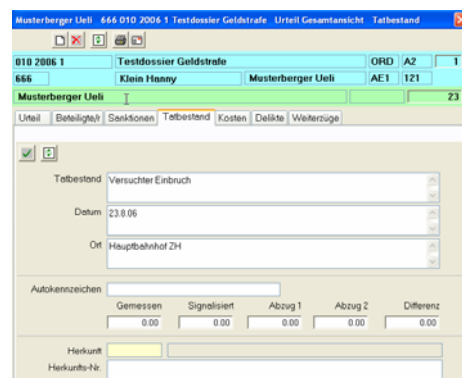 Musterberger Ueli 666 010 2006 1 Testdossier Geldstrafe Urteil Gesamtansicht Tatbestand
010 2006 1 Testdossier Geldstrafe ORD A2 1
666 Klein Hanny Musterberger Ueli AE1 121
Musterberger Ueli 23
Urteil Beteiligte/r Sanktionen Tatbestand Kosten Delikte Weiterzüge
Tatbestand Versuchter Einbruch
Datum 23.8.06
Ort Hauptbahnhof ZH
Autokennzeichen
Gemessen Signalisiert Abzug 1 Abzug 2 Differenz
0.00 0.00 0.00 0.00 0.00
Herkunft
Herkunfts-Nr.